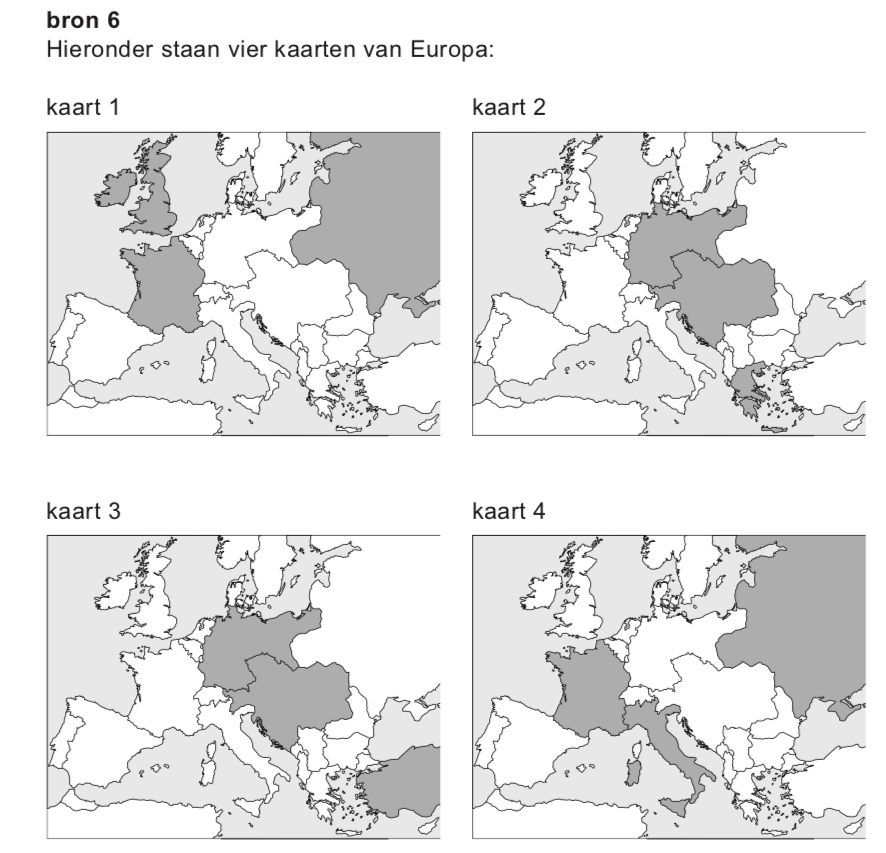 bron 6
Hieronder staan vier kaarten van Europa:
kaart 1
kaart 2
kaart 3
kaart 4